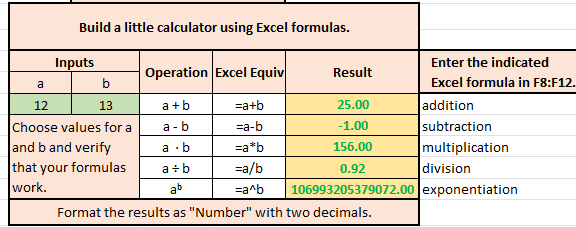 Build a little calculator using Excel formulas.
Inputs Operation Excel Equiv Result Enter the indicated
a b Excel formula in F8:F12.
12 13 a + b =a+b 25.00 addition
Choose values for a a - b =a-b -1.00 subtraction
and b and verify a · b =a*b 156.00 multiplication
that your formulas a ÷ b =a/b 0.92 division
work. aᵇ =a^b 106993205379072.00 exponentiation
Format the results as "Number" with two decimals.